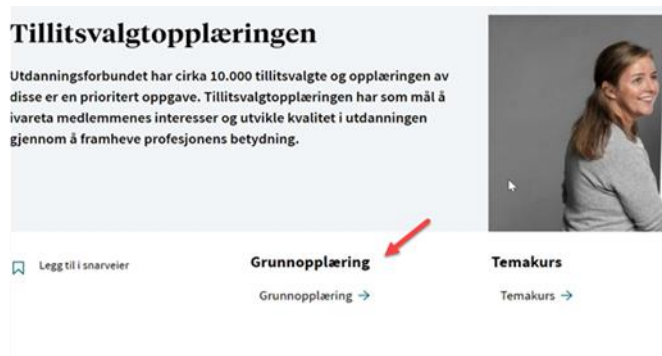 Tillitsvalgtopplæringen
Utdanningsforbundet har cirka 10.000 tillitsvalgte og opplæringen av
disse er en prioritert oppgave. Tillitsvalgtopplæringen har som mål å
ivareta medlemmenes interesser og utvikle kvalitet i utdanningen
gjennom å framheve profesjonens betydning.
Legg til i snarveier
Grunnopplæring
Grunnopplæring →
Temakurs
Temakurs →